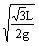 √(√3L / 2g)